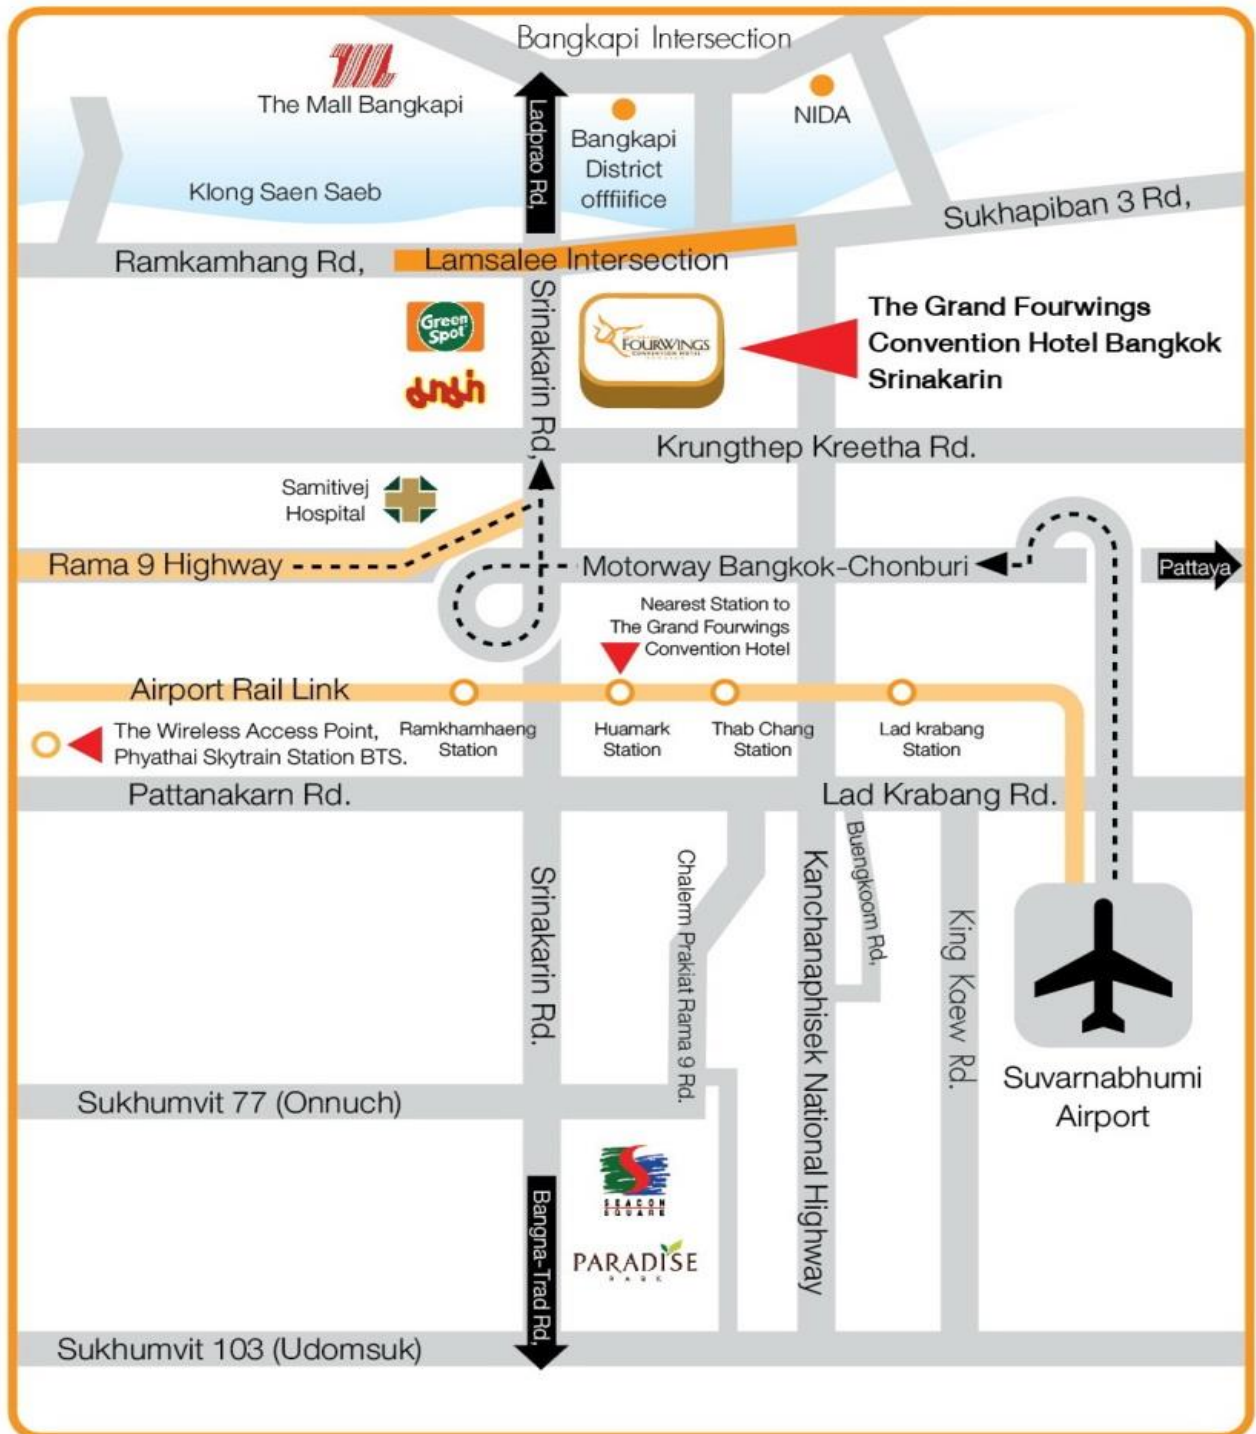 Bangkapi Intersection
The Mall Bangkapi
Ladprao Rd,
Bangkapi
District
offfiifice
NIDA
Klong Saen Saeb
Sukhapiban 3 Rd,
Ramkamhang Rd,
Lamsalee Intersection
Green
Spot
Srinakarin Rd,
FOURWINGS
CONVENTION HOTEL
The Grand Fourwings
Convention Hotel Bangkok
Srinakarin
Krungthep Kreetha Rd.
Samitivej
Hospital
Rama 9 Highway
Motorway Bangkok-Chonburi
Pattaya
Nearest Station to
The Grand Fourwings
Convention Hotel
Airport Rail Link
The Wireless Access Point,
Phyathai Skytrain Station BTS.
Ramkhamhaeng
Station
Huamark
Station
Thab Chang
Station
Lad krabang
Station
Pattanakarn Rd.
Lad Krabang Rd.
Srinakarin Rd.
Chalerm Prakiat Rama 9 Rd.
Kanchanaphisek National Highway
Buengkoom Rd,
King Kaew Rd.
Suvarnabhumi
Airport
Sukhumvit 77 (Onnuch)
SEACON
SQUARE
PARADISE
PARK
Bangna-Trad Rd,
Sukhumvit 103 (Udomsuk)